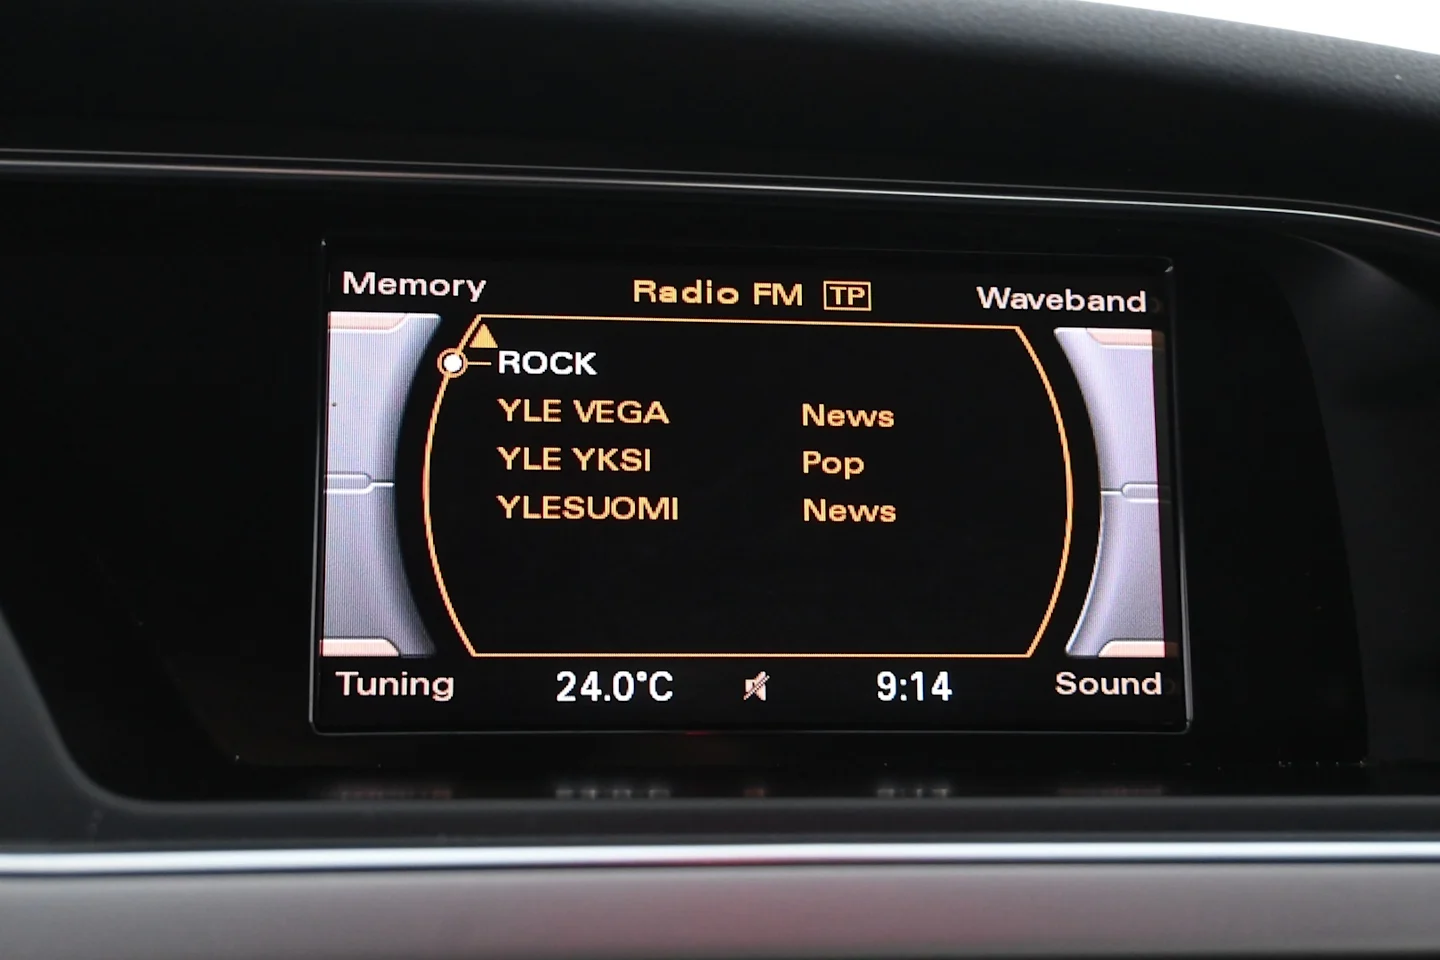 Memory Radio FM TP Waveband
ROCK
YLE VEGA News
YLE YKSI Pop
YLESUOMI News
Tuning 24.0°C 9:14 Sound